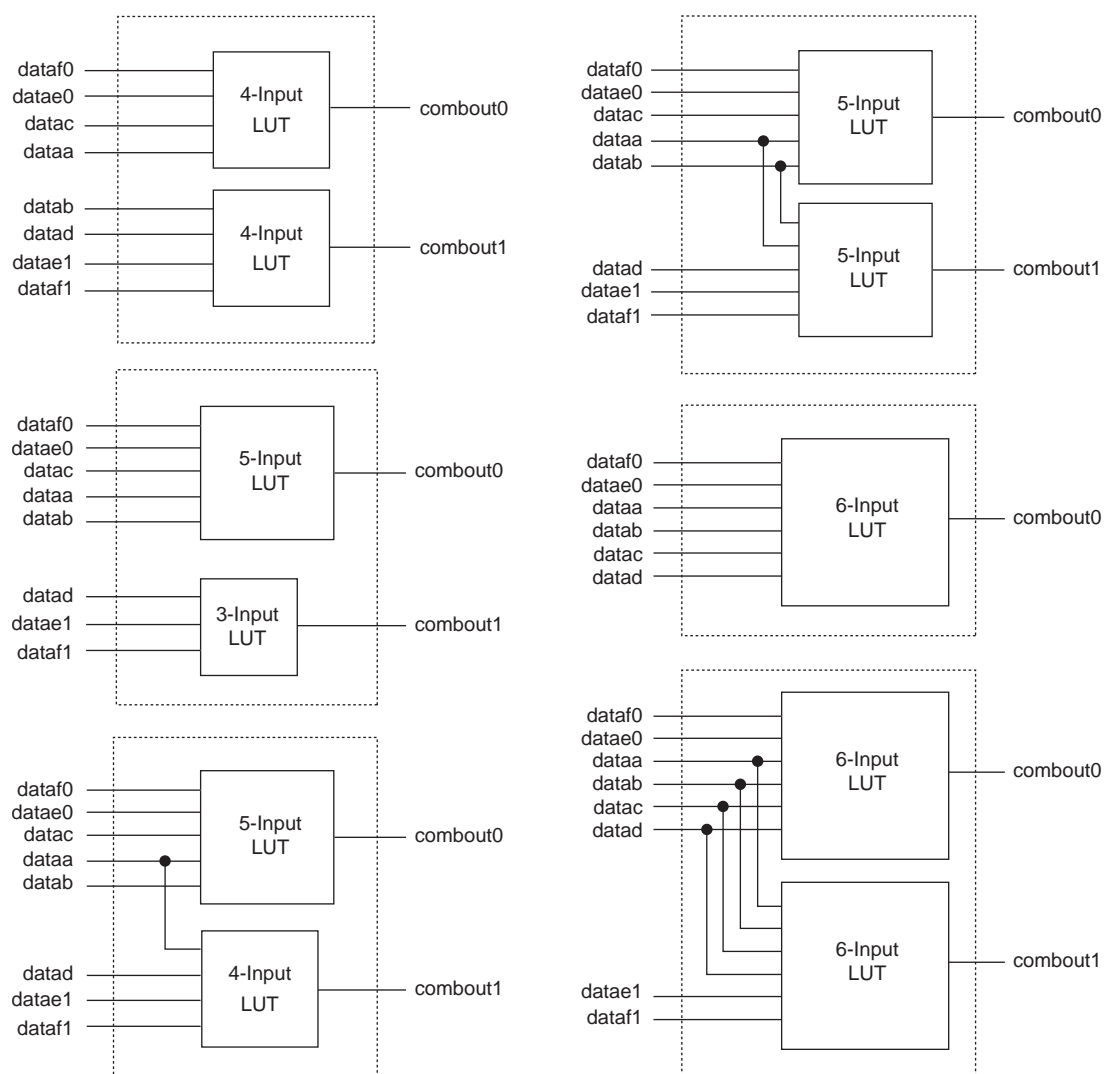 dataf0
datae0
datac
dataa
4-Input
LUT
combout0
datab
datad
datae1
dataf1
4-Input
LUT
combout1
dataf0
datae0
datac
dataa
datab
5-Input
LUT
combout0
datad
datae1
dataf1
3-Input
LUT
combout1
dataf0
datae0
datac
dataa
datab
5-Input
LUT
combout0
datad
datae1
dataf1
4-Input
LUT
combout1
dataf0
datae0
datac
dataa
datab
5-Input
LUT
combout0
datad
datae1
dataf1
5-Input
LUT
combout1
dataf0
datae0
dataa
datab
datac
datad
6-Input
LUT
combout0
dataf0
datae0
dataa
datab
datac
datad
6-Input
LUT
combout0
datae1
dataf1
6-Input
LUT
combout1